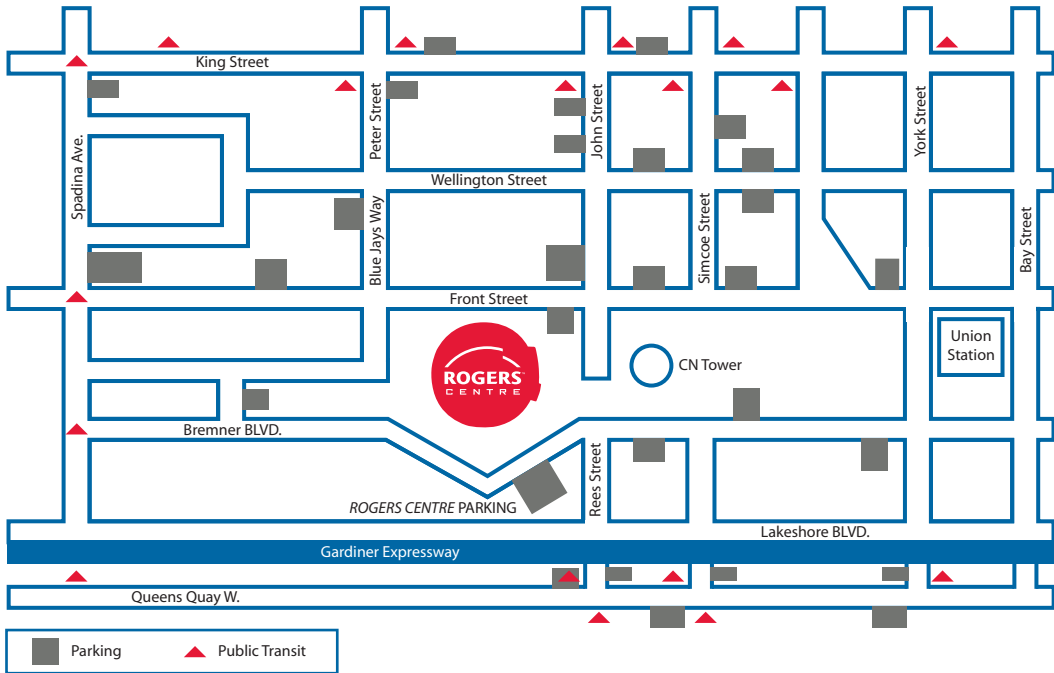 King Street
Spadina Ave.
Peter Street
John Street
York Street
Wellington Street
Blue Jays Way
Simcoe Street
Bay Street
Front Street
Union
Station
ROGERS™
CENTRE
CN Tower
Bremner BLVD.
Rees Street
ROGERS CENTRE PARKING
Lakeshore BLVD.
Gardiner Expressway
Queens Quay W.
Parking
Public Transit